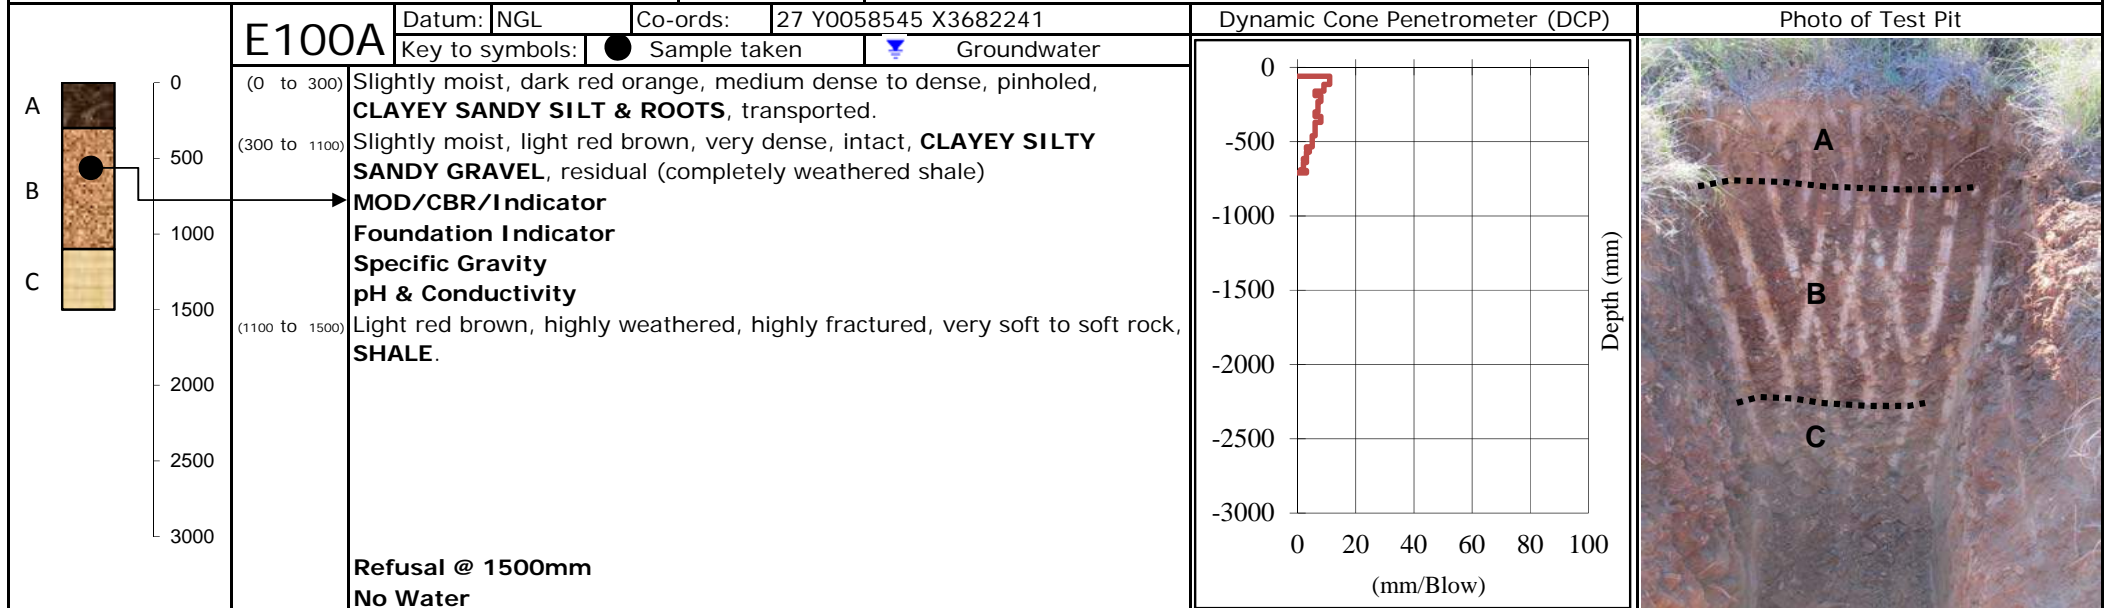 E100A
Datum: NGL Co-ords: 27 Y0058545 X3682241
Key to symbols: Sample taken Groundwater
Dynamic Cone Penetrometer (DCP)
Photo of Test Pit
A
B
C
0
500
1000
1500
2000
2500
3000
(0 to 300) Slightly moist, dark red orange, medium dense to dense, pinholed,
CLAYEY SANDY SILT & ROOTS, transported.
(300 to 1100) Slightly moist, light red brown, very dense, intact, CLAYEY SILTY
SANDY GRAVEL, residual (completely weathered shale)
MOD/CBR/Indicator
Foundation Indicator
Specific Gravity
pH & Conductivity
(1100 to 1500) Light red brown, highly weathered, highly fractured, very soft to soft rock,
SHALE.
Refusal @ 1500mm
No Water
0
-500
-1000
-1500
-2000
-2500
-3000
0 20 40 60 80 100
(mm/Blow)
Depth (mm)
A
B
C